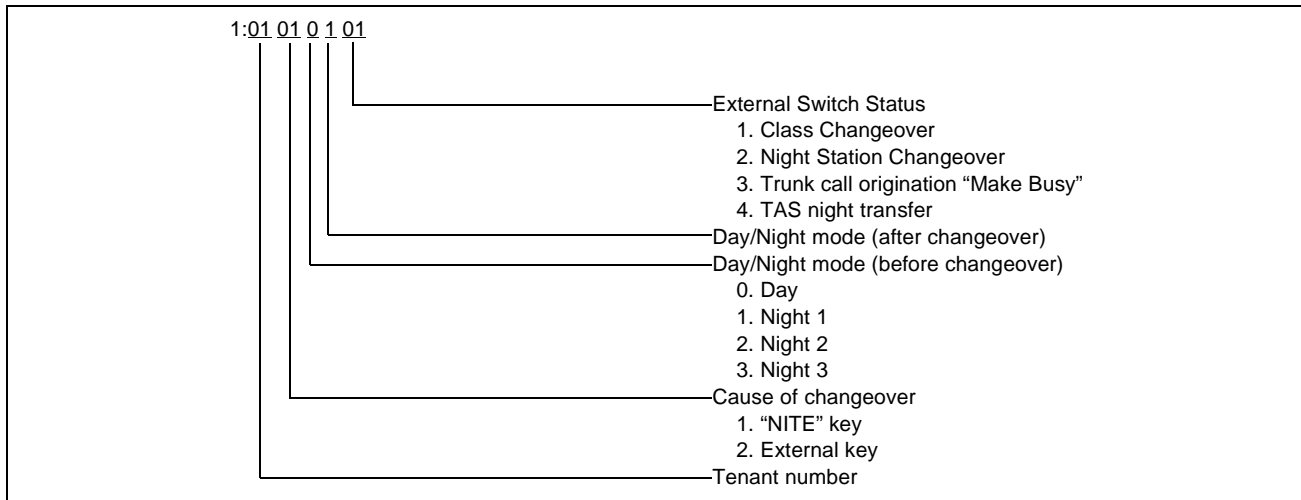 1:01 01 0 1 01
External Switch Status
1. Class Changeover
2. Night Station Changeover
3. Trunk call origination “Make Busy”
4. TAS night transfer
Day/Night mode (after changeover)
Day/Night mode (before changeover)
0. Day
1. Night 1
2. Night 2
3. Night 3
Cause of changeover
1. “NITE” key
2. External key
Tenant number